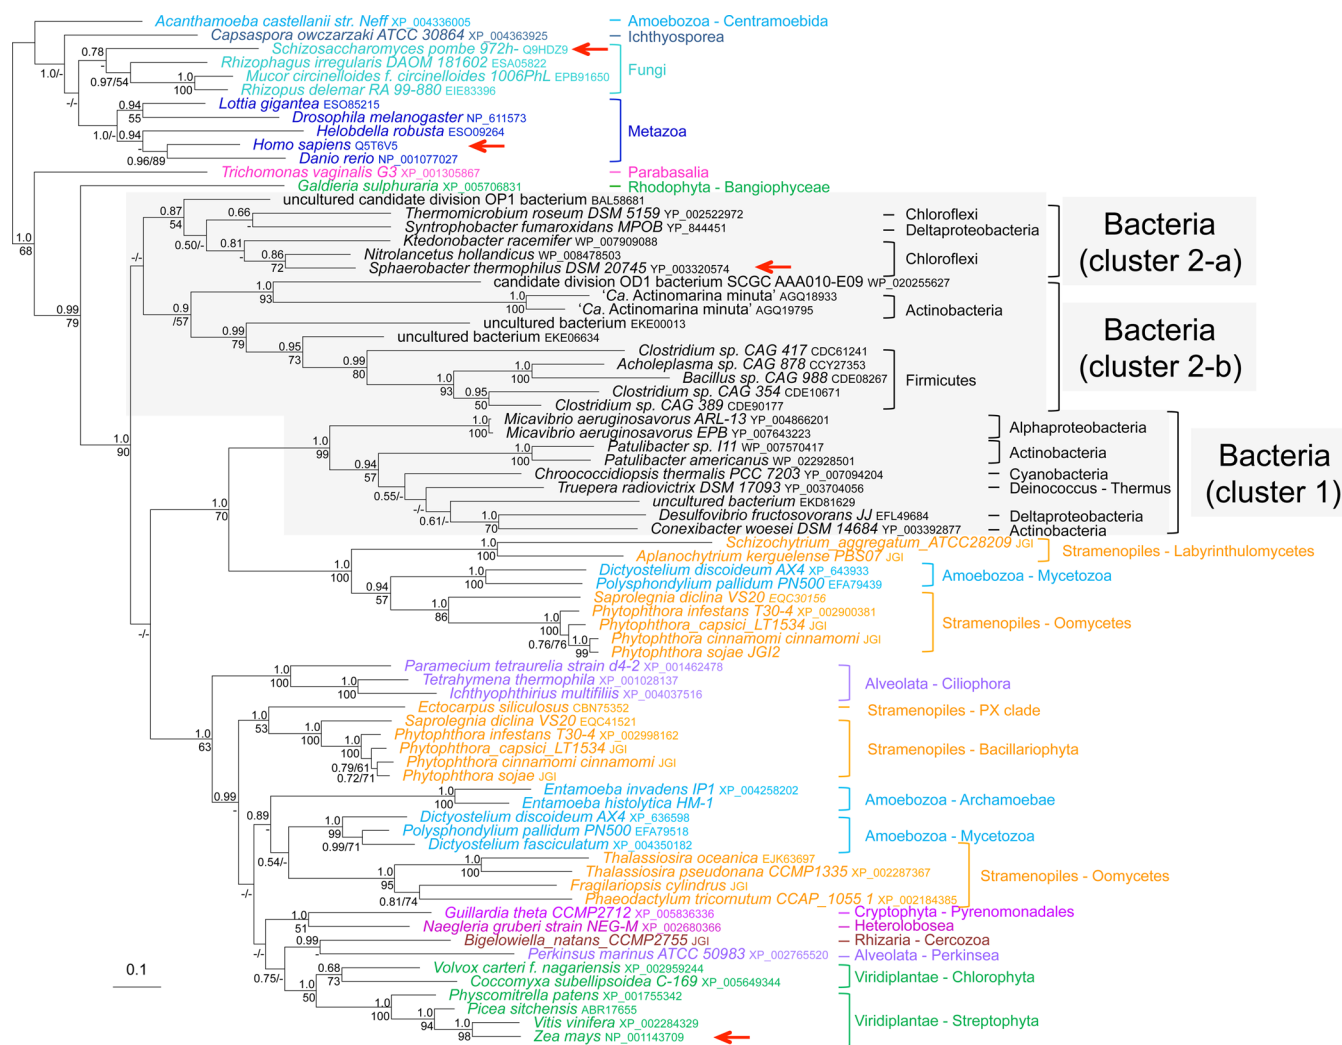 Acanthamoeba castellanii str. Neff XP_004336005 Amoebozoa - Centramoebida
Capsaspora owczarzaki ATCC 30864 XP_004363925 Ichthyosporea
0.78 Schizosaccharomyces pombe 972h- Q9HDZ9
1.0/- - Rhizophagus irregularis DAOM 181602 ESA05822 Fungi
0.97/54 1.0 Mucor circinelloides f. circinelloides 1006PhL EPB91650
-/- 100 Rhizopus delemar RA 99-880 EIE83396
0.94 Lottia gigantea ESO85215
55 Drosophila melanogaster NP_611573
1.0/- 0.94 Helobdella robusta ESO09264 Metazoa
- Homo sapiens Q5T6V5
0.96/89 Danio rerio NP_001077027
Trichomonas vaginalis G3 XP_001305867 Parabasalia
Galdieria sulphuraria XP_005706831 Rhodophyta - Bangiophyceae
uncultured candidate division OP1 bacterium BAL58681
0.87 0.66 Thermomicrobium roseum DSM 5159 YP_002522972 Chloroflexi
54 - Syntrophobacter fumaroxidans MPOB YP_844451 Deltaproteobacteria
1.0 0.50/- 0.81 Ktedonobacter racemifer WP_007909088
68 -/- - 0.86 Nitrolancetus hollandicus WP_008478503 Chloroflexi
72 Sphaerobacter thermophilus DSM 20745 YP_003320574
Bacteria
(cluster 2-a)
1.0 candidate division OD1 bacterium SCGC AAA010-E09 WP_020255627
93 1.0 ‘Ca. Actinomarina minuta’ AGQ18933
0.99 0.9 100 ‘Ca. Actinomarina minuta’ AGQ19795 Actinobacteria
79 /57 0.99 uncultured bacterium EKE00013
79 0.95 uncultured bacterium EKE06634
73 0.99 Clostridium sp. CAG 417 CDC61241
80 1.0 Acholeplasma sp. CAG 878 CCY27353
1.0 100 Bacillus sp. CAG 988 CDE08267 Firmicutes
93 0.95 Clostridium sp. CAG 354 CDE10671
50 Clostridium sp. CAG 389 CDE90177
Bacteria
(cluster 2-b)
1.0 Micavibrio aeruginosavorus ARL-13 YP_004866201
1.0 100 Micavibrio aeruginosavorus EPB YP_007643223 Alphaproteobacteria
1.0 99 1.0 Patulibacter sp. I11 WP_007570417
90 0.94 100 Patulibacter americanus WP_022928501 Actinobacteria
57 Chroococcidiopsis thermalis PCC 7203 YP_007094204 Cyanobacteria
0.55/- Truepera radiovictrix DSM 17093 YP_003704056 Deinococcus - Thermus
1.0 -/- uncultured bacterium EKD81629
70 0.61/- 1.0 Desulfovibrio fructosovorans JJ EFL49684 Deltaproteobacteria
70 Conexibacter woesei DSM 14684 YP_003392877 Actinobacteria
Bacteria
(cluster 1)
1.0 Schizochytrium_aggregatum_ATCC28209 JGI
100 Aplanochytrium kerguelense PBS07 JGI Stramenopiles - Labyrinthulomycetes
1.0 1.0 Dictyostelium discoideum AX4 XP_643933
100 0.94 100 Polysphondylium pallidum PN500 EFA79439 Amoebozoa - Mycetozoa
57 1.0 Saprolegnia diclina VS20 EQC30156
86 1.0 Phytophthora infestans T30-4 XP_002900381
100 Phytophthora_capsici_LT1534 JGI Stramenopiles - Oomycetes
-/- 0.76/76 1.0 Phytophthora cinnamomi cinnamomi JGI
99 Phytophthora sojae JGI2
1.0 Paramecium tetraurelia strain d4-2 XP_001462478
100 1.0 Tetrahymena thermophila XP_001028137 Alveolata - Ciliophora
100 Ichthyophthirius multifiliis XP_004037516
1.0 Ectocarpus siliculosus CBN75352 Stramenopiles - PX clade
53 1.0 Saprolegnia diclina VS20 EQC41521
1.0 100 Phytophthora infestans T30-4 XP_002998162
63 1.0 100 Phytophthora_capsici_LT1534 JGI Stramenopiles - Bacillariophyta
0.79/61 Phytophthora cinnamomi cinnamomi JGI
0.72/71 Phytophthora sojae JGI
0.99 1.0 Entamoeba invadens IP1 XP_004258202
- 100 Entamoeba histolytica HM-1 Amoebozoa - Archamoebae
0.89 1.0 Dictyostelium discoideum AX4 XP_636598
- 99 Polysphondylium pallidum PN500 EFA79518 Amoebozoa - Mycetozoa
0.99/71 Dictyostelium fasciculatum XP_004350182
0.54/- 1.0 Thalassiosira oceanica EJK63697
1.0 100 Thalassiosira pseudonana CCMP1335 XP_002287367 Stramenopiles - Oomycetes
95 Fragilariopsis cylindrus JGI
-/- 0.81/74 Phaeodactylum tricornutum CCAP_1055 1 XP_002184385
1.0 Guillardia theta CCMP2712 XP_005836336 Cryptophyta - Pyrenomonadales
51 Naegleria gruberi strain NEG-M XP_002680366 Heterolobosea
0.99 Bigelowiella_natans_CCMP2755 JGI Rhizaria - Cercozoa
-/- - Perkinsus marinus ATCC 50983 XP_002765520 Alveolata - Perkinsea
0.1 0.68 Volvox carteri f. nagariensis XP_002959244
0.75/- 73 Coccomyxa subellipsoidea C-169 XP_005649344 Viridiplantae - Chlorophyta
1.0 Physcomitrella patens XP_001755342
50 1.0 Picea sitchensis ABR17655
100 1.0 1.0 Vitis vinifera XP_002284329 Viridiplantae - Streptophyta
94 98 Zea mays NP_001143709